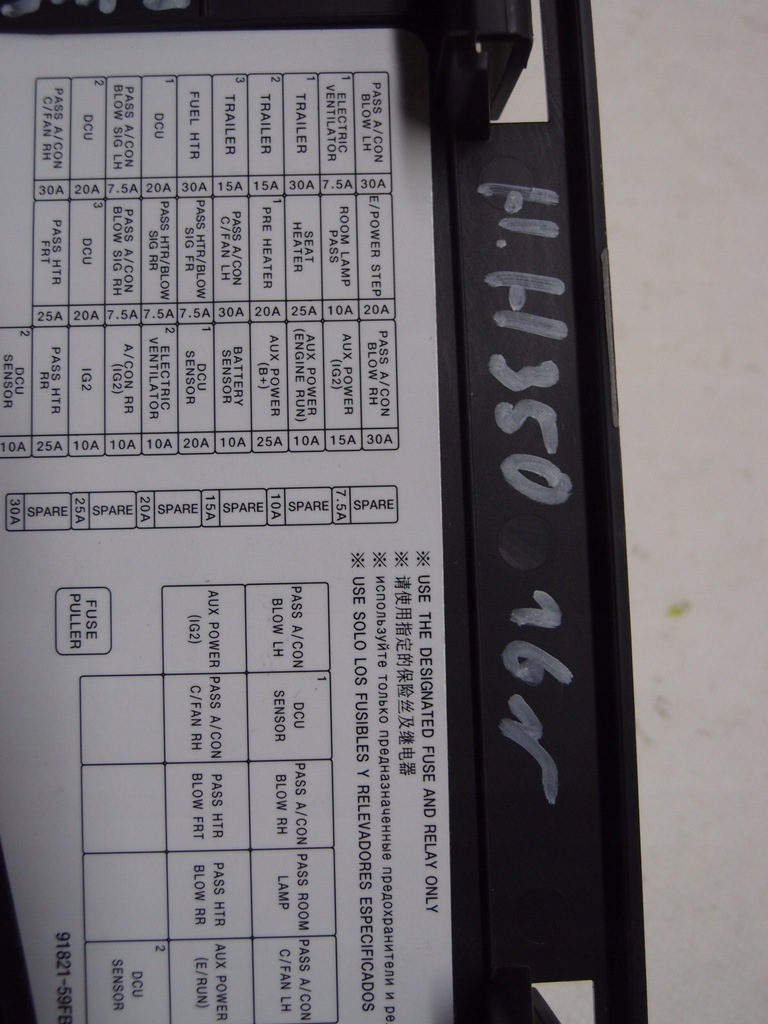 H.H350 16r
PASS A/CON BLOW LH 30A E/POWER STEP 20A PASS A/CON BLOW RH 30A
1 ELECTRIC VENTILATOR 7.5A ROOM LAMP PASS 10A AUX POWER (IG2) 15A
1 TRAILER 30A SEAT HEATER 25A AUX POWER (ENGINE RUN) 10A
2 TRAILER 15A 1 PRE HEATER 20A AUX POWER (B+) 25A
3 TRAILER 15A PASS A/CON C/FAN LH 30A BATTERY SENSOR 10A
FUEL HTR 30A PASS HTR/BLOW SIG FR 7.5A 1 DCU SENSOR 20A
1 DCU 20A PASS HTR/BLOW SIG RR 7.5A 2 ELECTRIC VENTILATOR 10A
PASS A/CON BLOW SIG LH 7.5A PASS A/CON BLOW SIG RH 7.5A A/CON RR (IG2) 10A
2 DCU 20A 3 DCU 20A IG2 10A
PASS A/CON C/FAN RH 30A PASS HTR FRT 25A PASS HTR RR 25A
2 DCU SENSOR 10A
SPARE 7.5A
SPARE 10A
SPARE 15A
SPARE 20A
SPARE 25A
SPARE 30A
※ USE THE DESIGNATED FUSE AND RELAY ONLY
※ 请使用指定的保险丝及继电器
※ используйте только предназначенные предохранители и ре
※ USE SOLO LOS FUSIBLES Y RELEVADORES ESPECIFICADOS
PASS A/CON BLOW LH 1 DCU SENSOR PASS A/CON BLOW RH PASS ROOM LAMP PASS A/CON C/FAN LH
AUX POWER (IG2) PASS A/CON C/FAN RH PASS HTR BLOW FRT PASS HTR BLOW RR AUX POWER (E/RUN)
2 DCU SENSOR
FUSE PULLER
91821-59FB